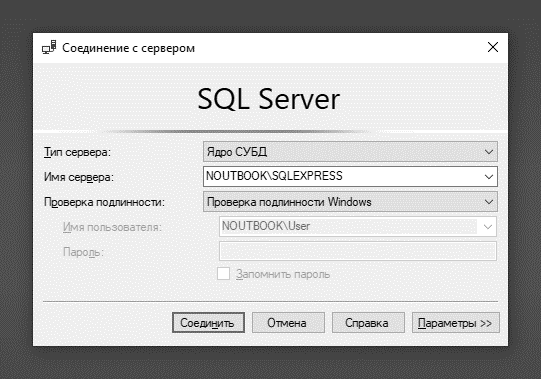 Соединение с сервером
SQL Server
Тип сервера: Ядро СУБД
Имя сервера: NOUTBOOK\SQLEXPRESS
Проверка подлинности: Проверка подлинности Windows
Имя пользователя: NOUTBOOK\User
Пароль:
Запомнить пароль
Соединить Отмена Справка Параметры >>